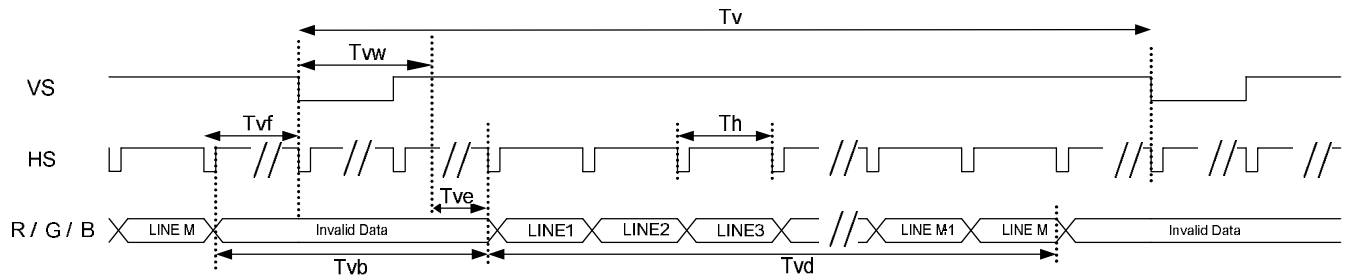 Tv
Tvw
VS
Tvf
Th
HS
//
//
//
//
//
//
Tve
R / G / B
LINE M
Invalid Data
LINE1
LINE2
LINE3
//
LINE M-1
LINE M
Invalid Data
Tvb
Tvd